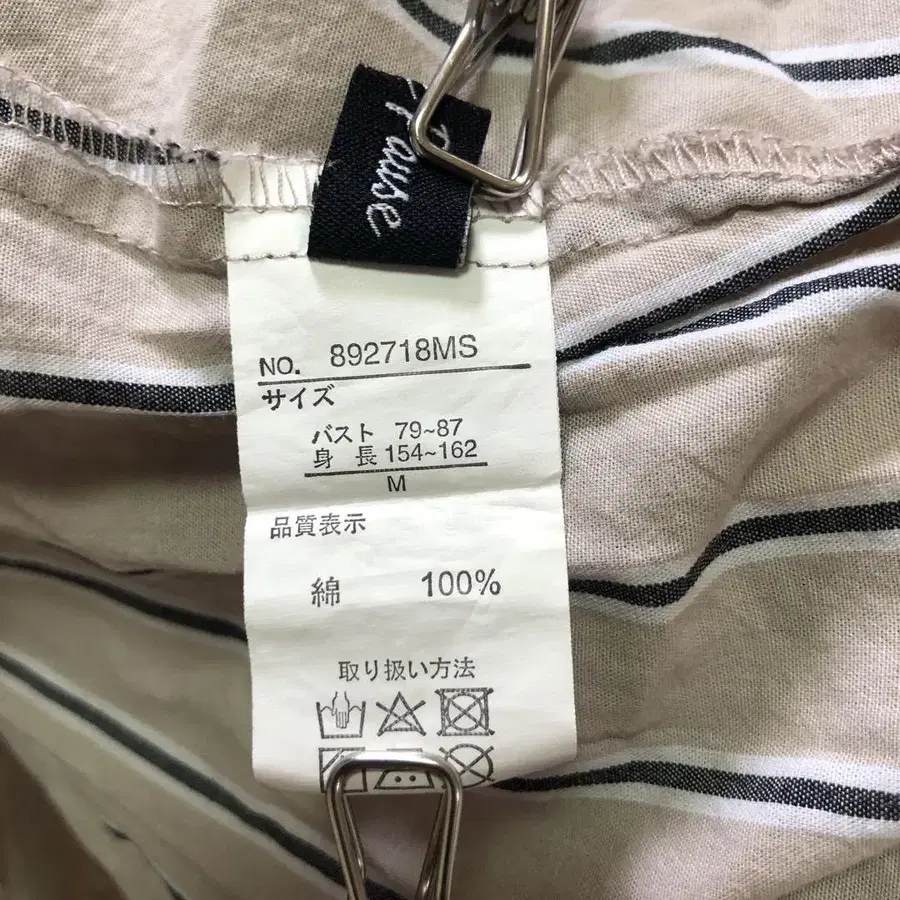 Pause
NO. 892718MS
サイズ
バスト 79~87
身 長 154~162
M
品質表示
綿 100%
取り扱い方法